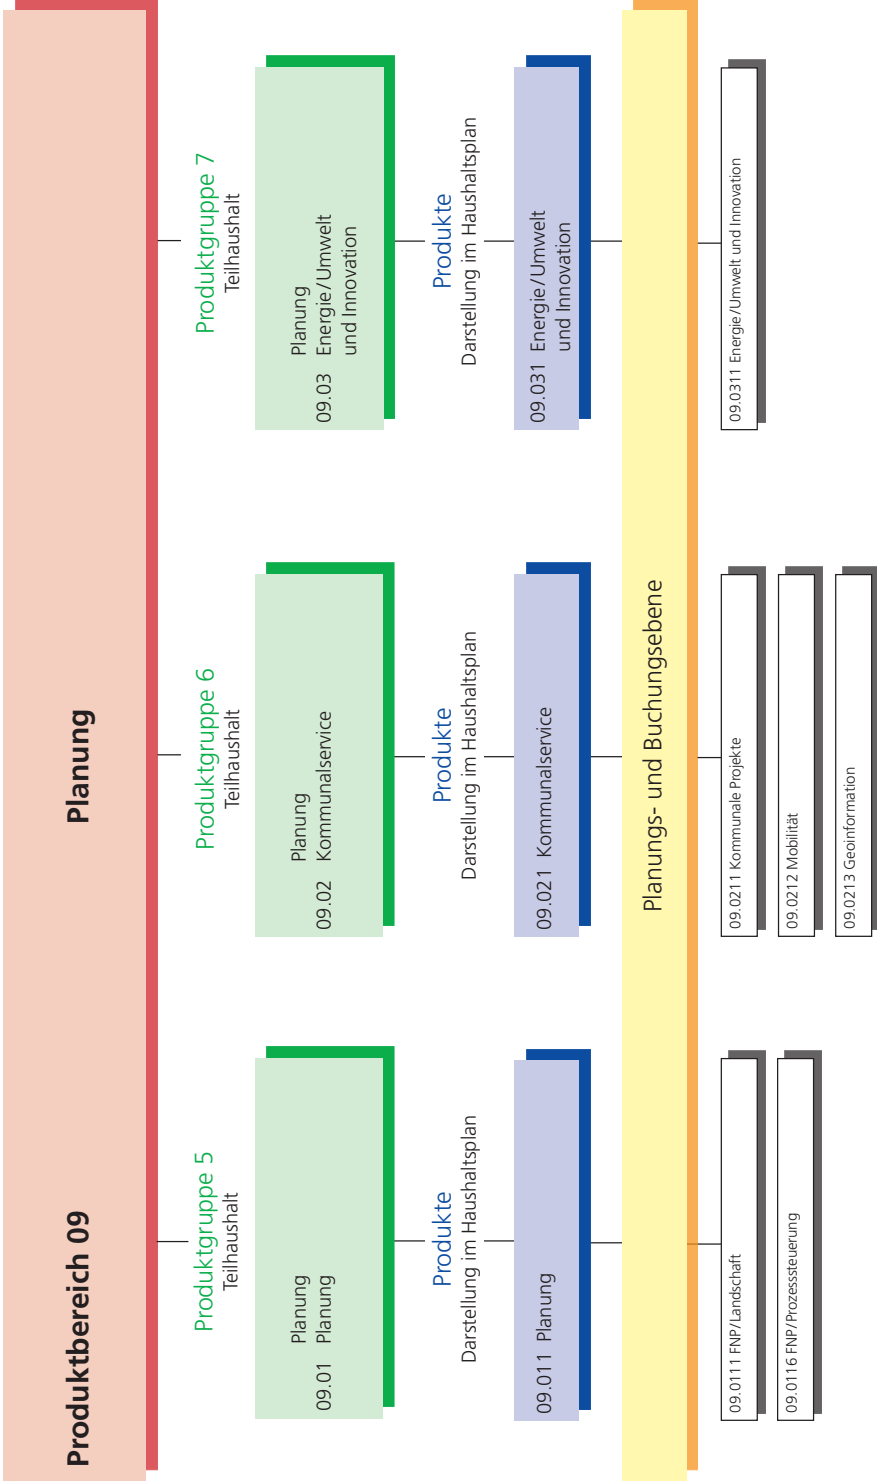 Produktbereich 09
Planung
Produktgruppe 5
Teilhaushalt
Produktgruppe 6
Teilhaushalt
Produktgruppe 7
Teilhaushalt
Planung
09.01 Planung
Planung
09.02 Kommunalservice
Planung
09.03 Energie/Umwelt
und Innovation
Produkte
Darstellung im Haushaltsplan
Produkte
Darstellung im Haushaltsplan
Produkte
Darstellung im Haushaltsplan
09.011 Planung
09.021 Kommunalservice
09.031 Energie/Umwelt
und Innovation
Planungs- und Buchungsebene
09.0111 FNP/Landschaft
09.0116 FNP/Prozesssteuerung
09.0211 Kommunale Projekte
09.0212 Mobilität
09.0213 Geoinformation
09.0311 Energie/Umwelt und Innovation